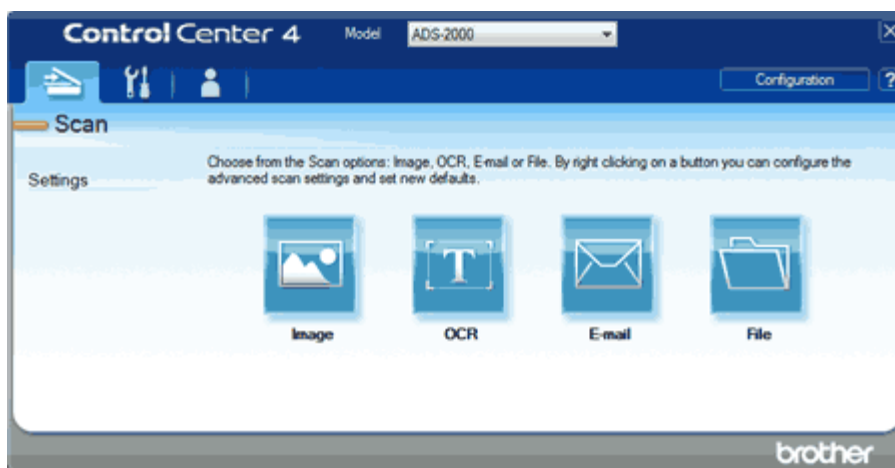 Control Center 4
Model
ADS-2000
Configuration
?
Scan
Settings
Choose from the Scan options: Image, OCR, E-mail or File. By right clicking on a button you can configure the
advanced scan settings and set new defaults.
T
Image
OCR
E-mail
File
brother